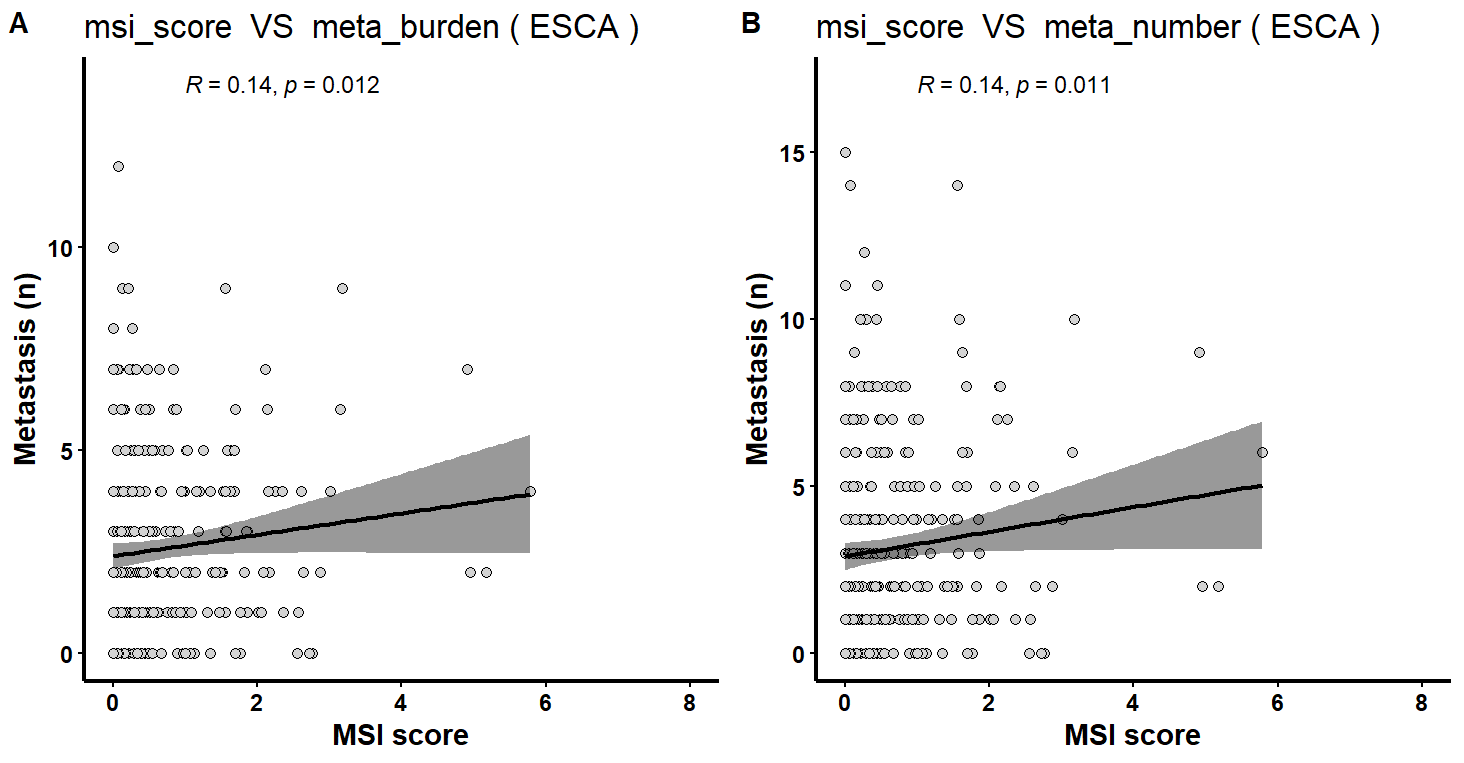 A
msi_score VS meta_burden ( ESCA )
R = 0.14, p = 0.012
10
5
0
Metastasis (n)
0 2 4 6 8
MSI score
B
msi_score VS meta_number ( ESCA )
R = 0.14, p = 0.011
15
10
5
0
Metastasis (n)
0 2 4 6 8
MSI score